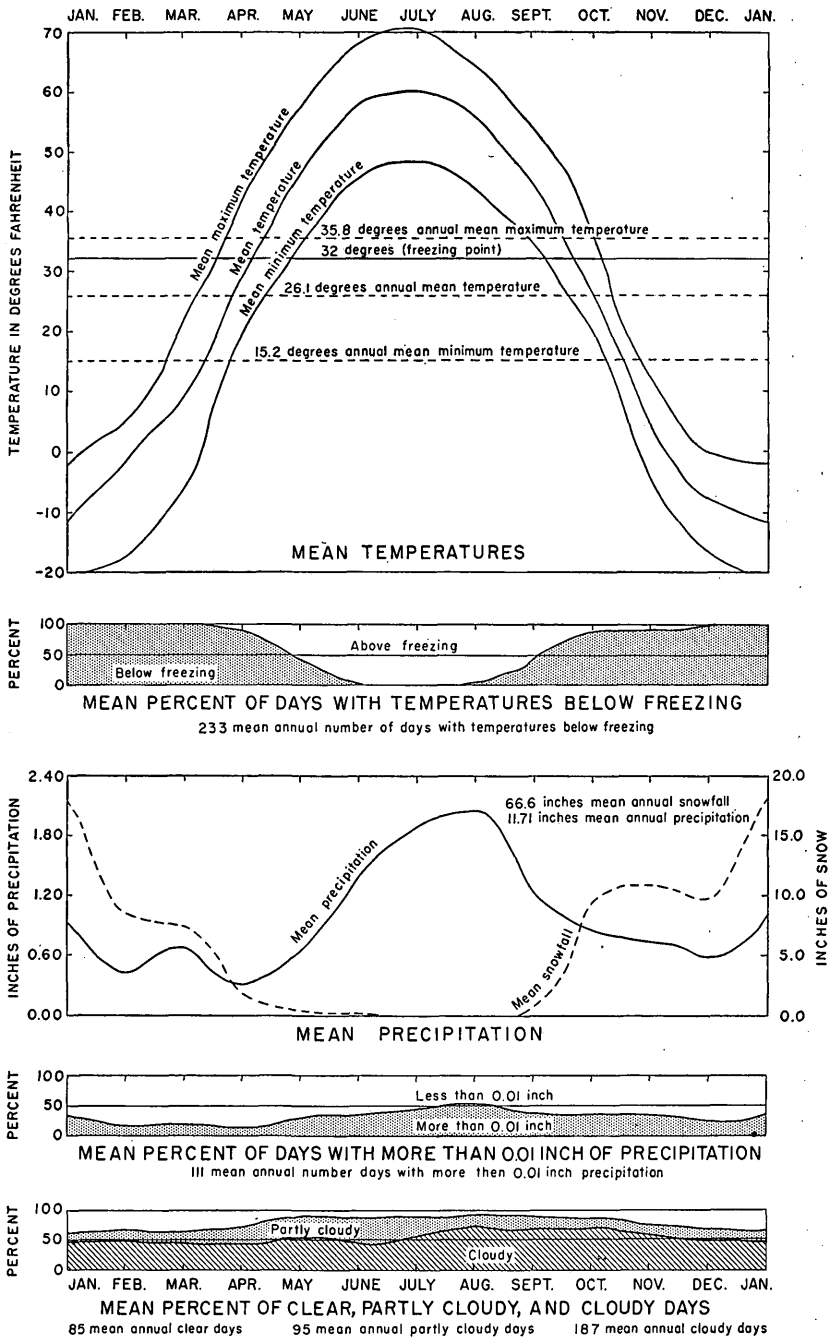 JAN. FEB. MAR. APR. MAY JUNE JULY AUG. SEPT. OCT. NOV. DEC. JAN.
TEMPERATURE IN DEGREES FAHRENHEIT
70
60
50
40
30
20
10
0
-10
-20
Mean maximum temperature
Mean temperature
Mean minimum temperature
35.8 degrees annual mean maximum temperature
32 degrees (freezing point)
26.1 degrees annual mean temperature
15.2 degrees annual mean minimum temperature
MEAN TEMPERATURES
PERCENT
100
50
0
Above freezing
Below freezing
MEAN PERCENT OF DAYS WITH TEMPERATURES BELOW FREEZING
233 mean annual number of days with temperatures below freezing
INCHES OF PRECIPITATION
2.40
1.80
1.20
0.60
0.00
66.6 inches mean annual snowfall
11.71 inches mean annual precipitation
Mean precipitation
Mean snowfall
20.0
15.0
10.0
5.0
0.0
INCHES OF SNOW
MEAN PRECIPITATION
PERCENT
100
50
0
Less than 0.01 inch
More than 0.01 inch
MEAN PERCENT OF DAYS WITH MORE THAN 0.01 INCH OF PRECIPITATION
111 mean annual number days with more then 0.01 inch precipitation
PERCENT
100
50
0
Partly cloudy
Cloudy
JAN. FEB. MAR. APR. MAY JUNE JULY AUG. SEPT. OCT. NOV. DEC. JAN.
MEAN PERCENT OF CLEAR, PARTLY CLOUDY, AND CLOUDY DAYS
85 mean annual clear days 95 mean annual partly cloudy days 187 mean annual cloudy days